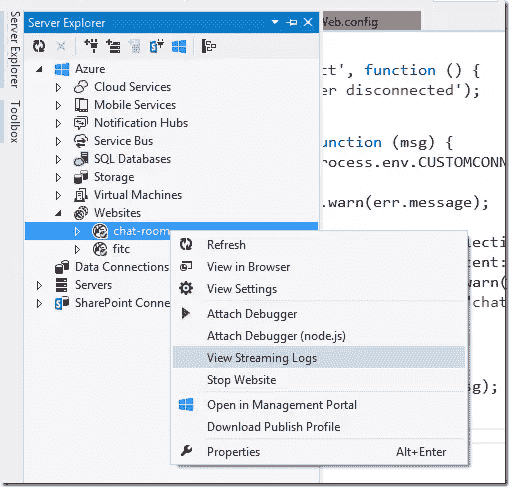 Server Explorer
Toolbox
Server Explorer
Azure
Cloud Services
Mobile Services
Notification Hubs
Service Bus
SQL Databases
Storage
Virtual Machines
Websites
chat-room
fitc
Data Connections
Servers
SharePoint Conne
Web.config
ct', function () {
er disconnected');
unction (msg) {
rocess.env.CUSTOMCONN
.warn(err.message);
lecti
tent:
warn(
'chat
sg);
Refresh
View in Browser
View Settings
Attach Debugger
Attach Debugger (node.js)
View Streaming Logs
Stop Website
Open in Management Portal
Download Publish Profile
Properties Alt+Enter